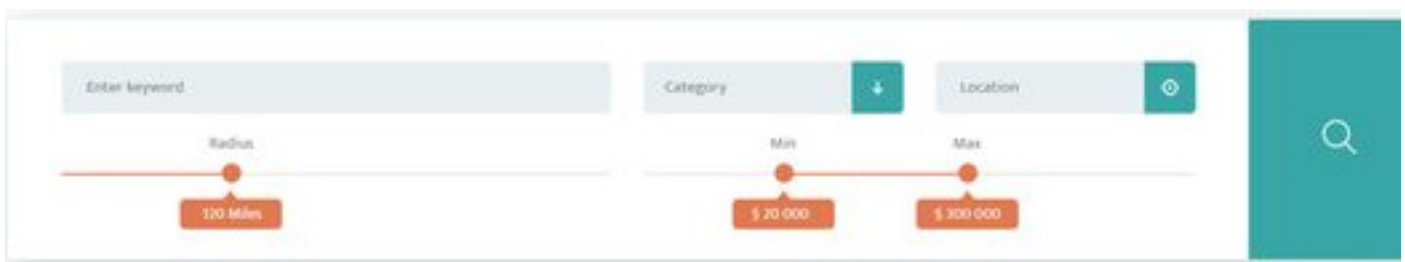 Enter keyword
Category
Location
Radius
Min
Max
120 Miles
$ 20 000
$ 300 000